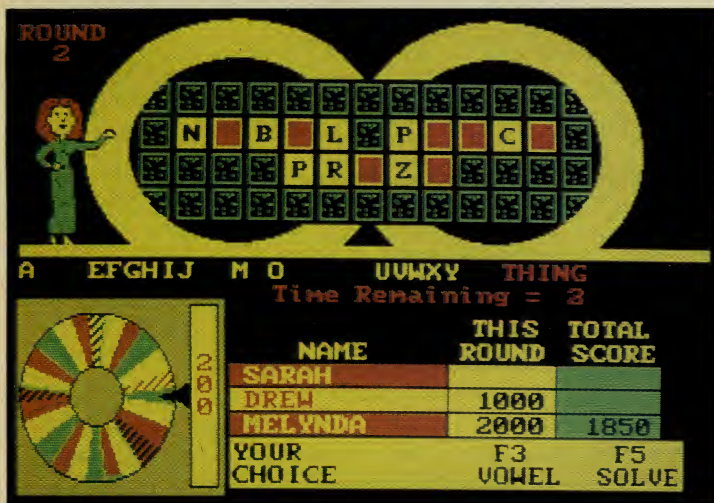 ROUND
2
N B L P C
PR Z
A EFGHIJ M O UVWXY THING
Time Remaining = 3
200
THIS TOTAL
NAME ROUND SCORE
SARAH
DREW 1000
MELYNDA 2000 1850
YOUR F3 F5
CHOICE VOWEL SOLVE